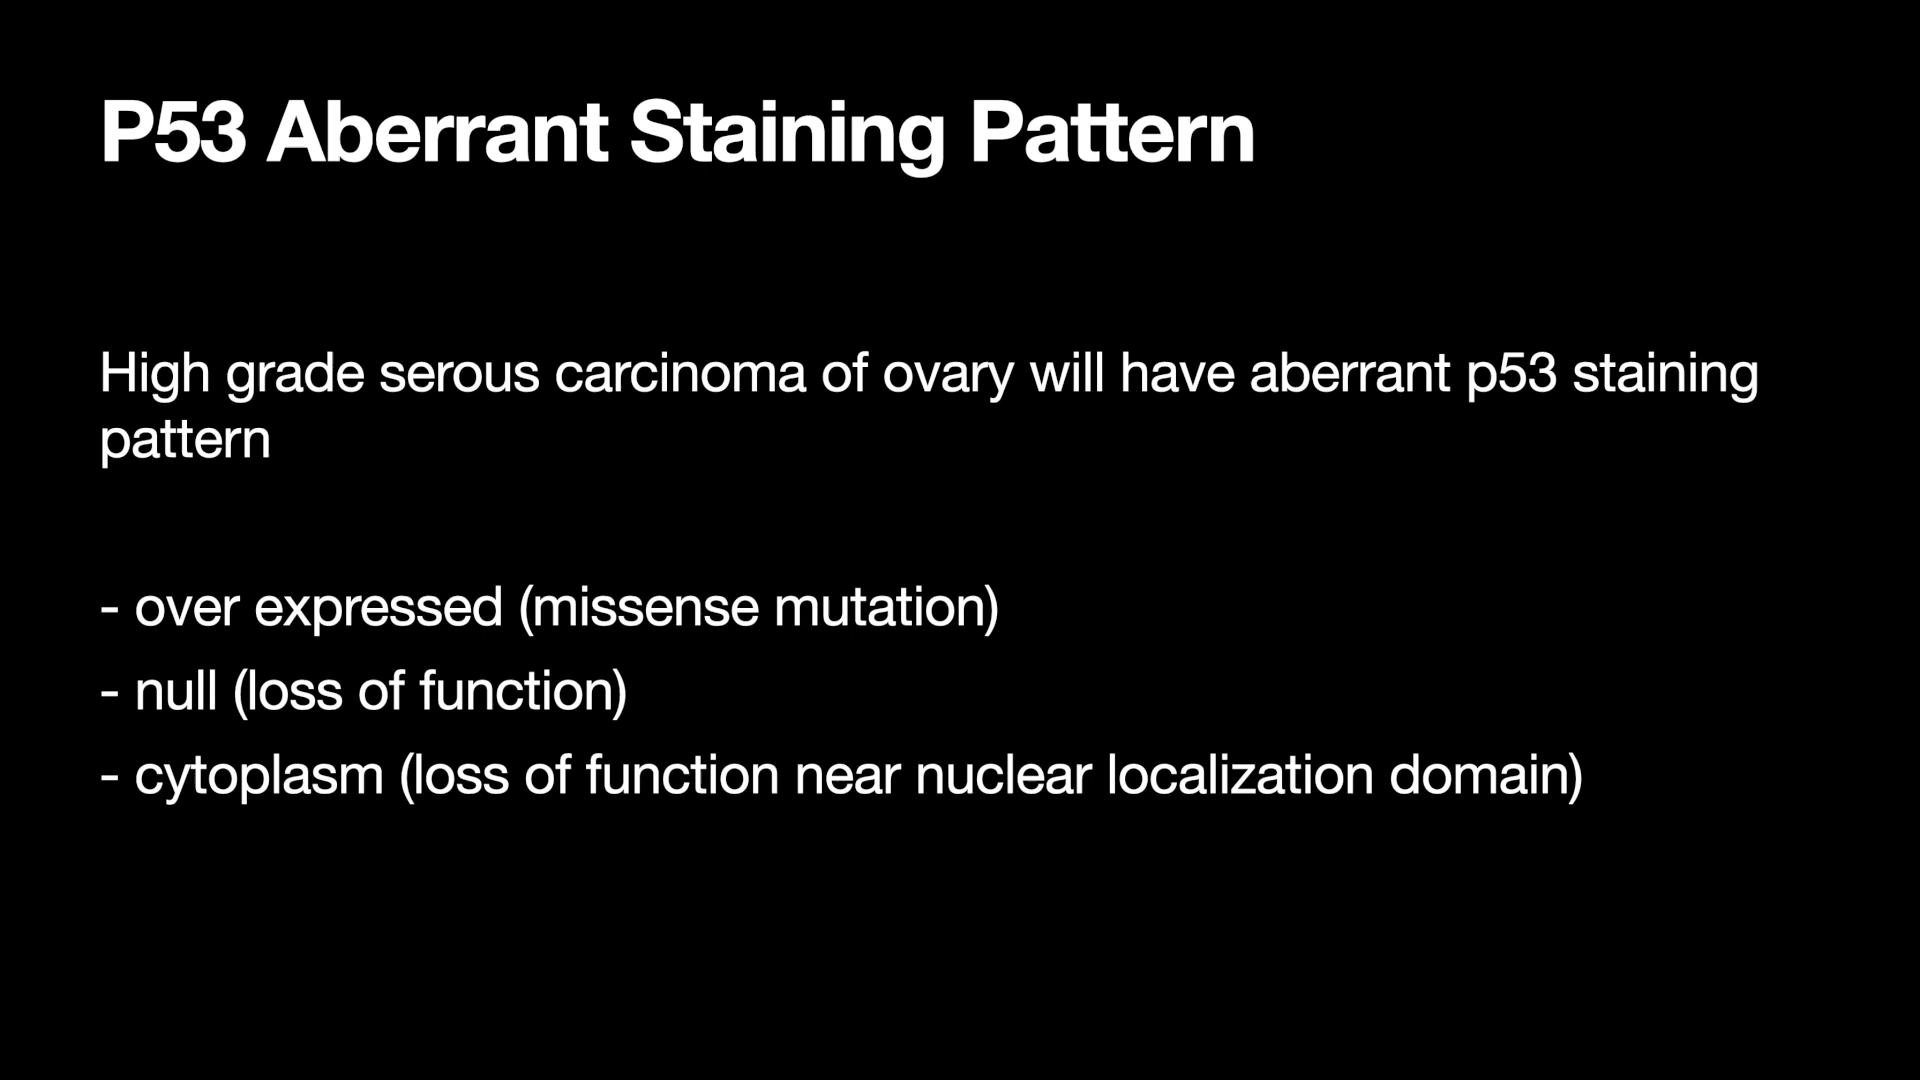 P53 Aberrant Staining Pattern
High grade serous carcinoma of ovary will have aberrant p53 staining
pattern
- over expressed (missense mutation)
- null (loss of function)
- cytoplasm (loss of function near nuclear localization domain)